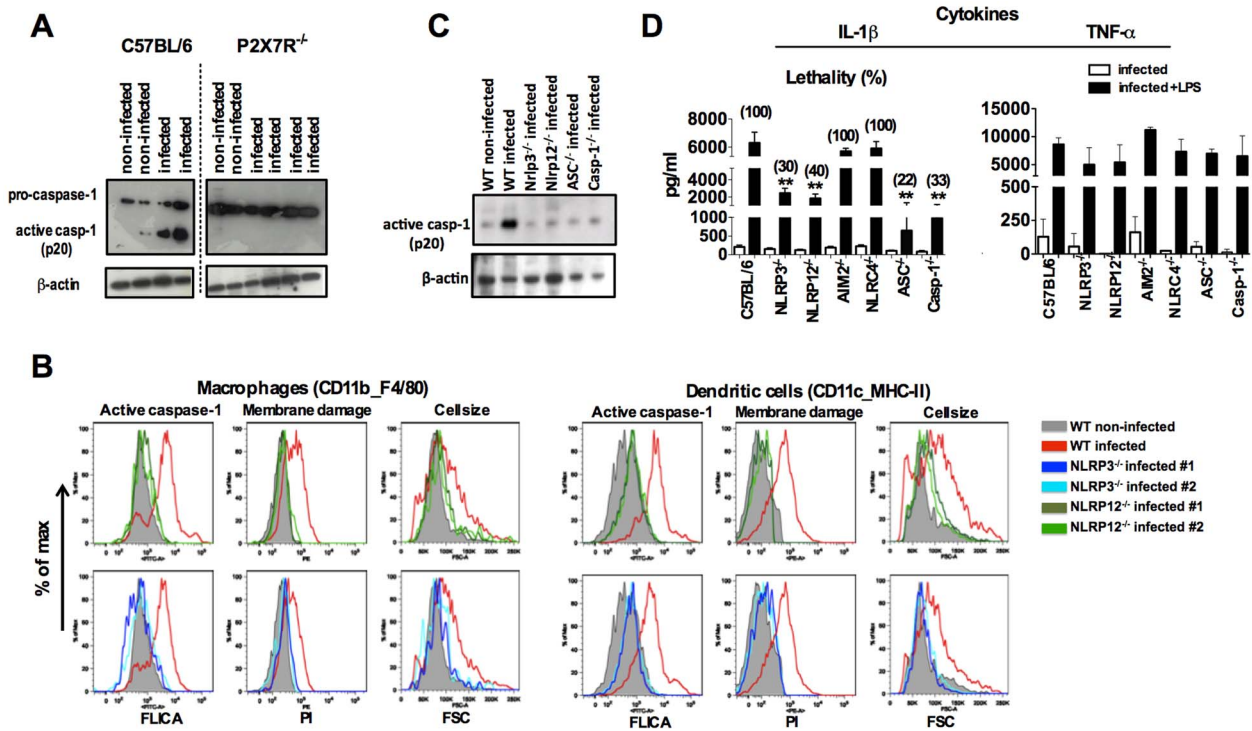 A
C57BL/6
P2X7R-/-
non-infected
non-infected
infected
infected
non-infected
non-infected
infected
infected
infected
infected
pro-caspase-1
active casp-1
(p20)
β-actin
C
WT non-infected
WT infected
Nrlp3-/- infected
Nlrp12-/- infected
ASC-/- infected
Casp-1-/- infected
active casp-1
(p20)
β-actin
D
Cytokines
IL-1β
TNF-α
Lethality (%)
infected
infected +LPS
pg/ml
8000
6000
4000
2000
1000
500
0
(100)
(30)
**
(40)
**
(100)
(100)
(22)
**
(33)
**
C57BL/6
NLRP3-/-
NLRP12-/-
AIM2-/-
NLRC4-/-
ASC-/-
Casp-1-/-
15000
10000
5000
500
250
0
C57BL/6
NLRP3-/-
NLRP12-/-
AIM2-/-
NLRC4-/-
ASC-/-
Casp-1-/-
B
Macrophages (CD11b_F4/80)
Dendritic cells (CD11c_MHC-II)
Active caspase-1
Membrane damage
Cell size
Active caspase-1
Membrane damage
Cell size
% of max
FLICA
PI
FSC
FLICA
PI
FSC
WT non-infected
WT infected
NLRP3-/- infected #1
NLRP3-/- infected #2
NLRP12-/- infected #1
NLRP12-/- infected #2